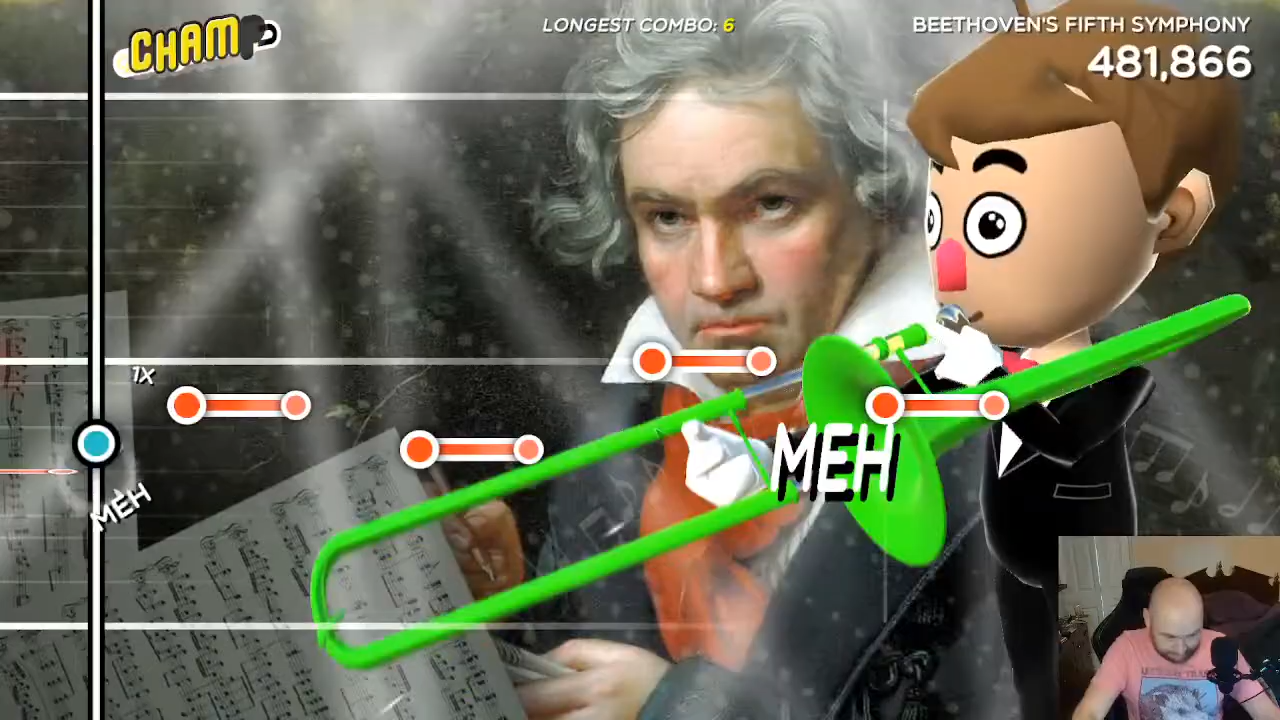 CHAMP
LONGEST COMBO: 6
BEETHOVEN'S FIFTH SYMPHONY
481,866
1X
MEH
MEH